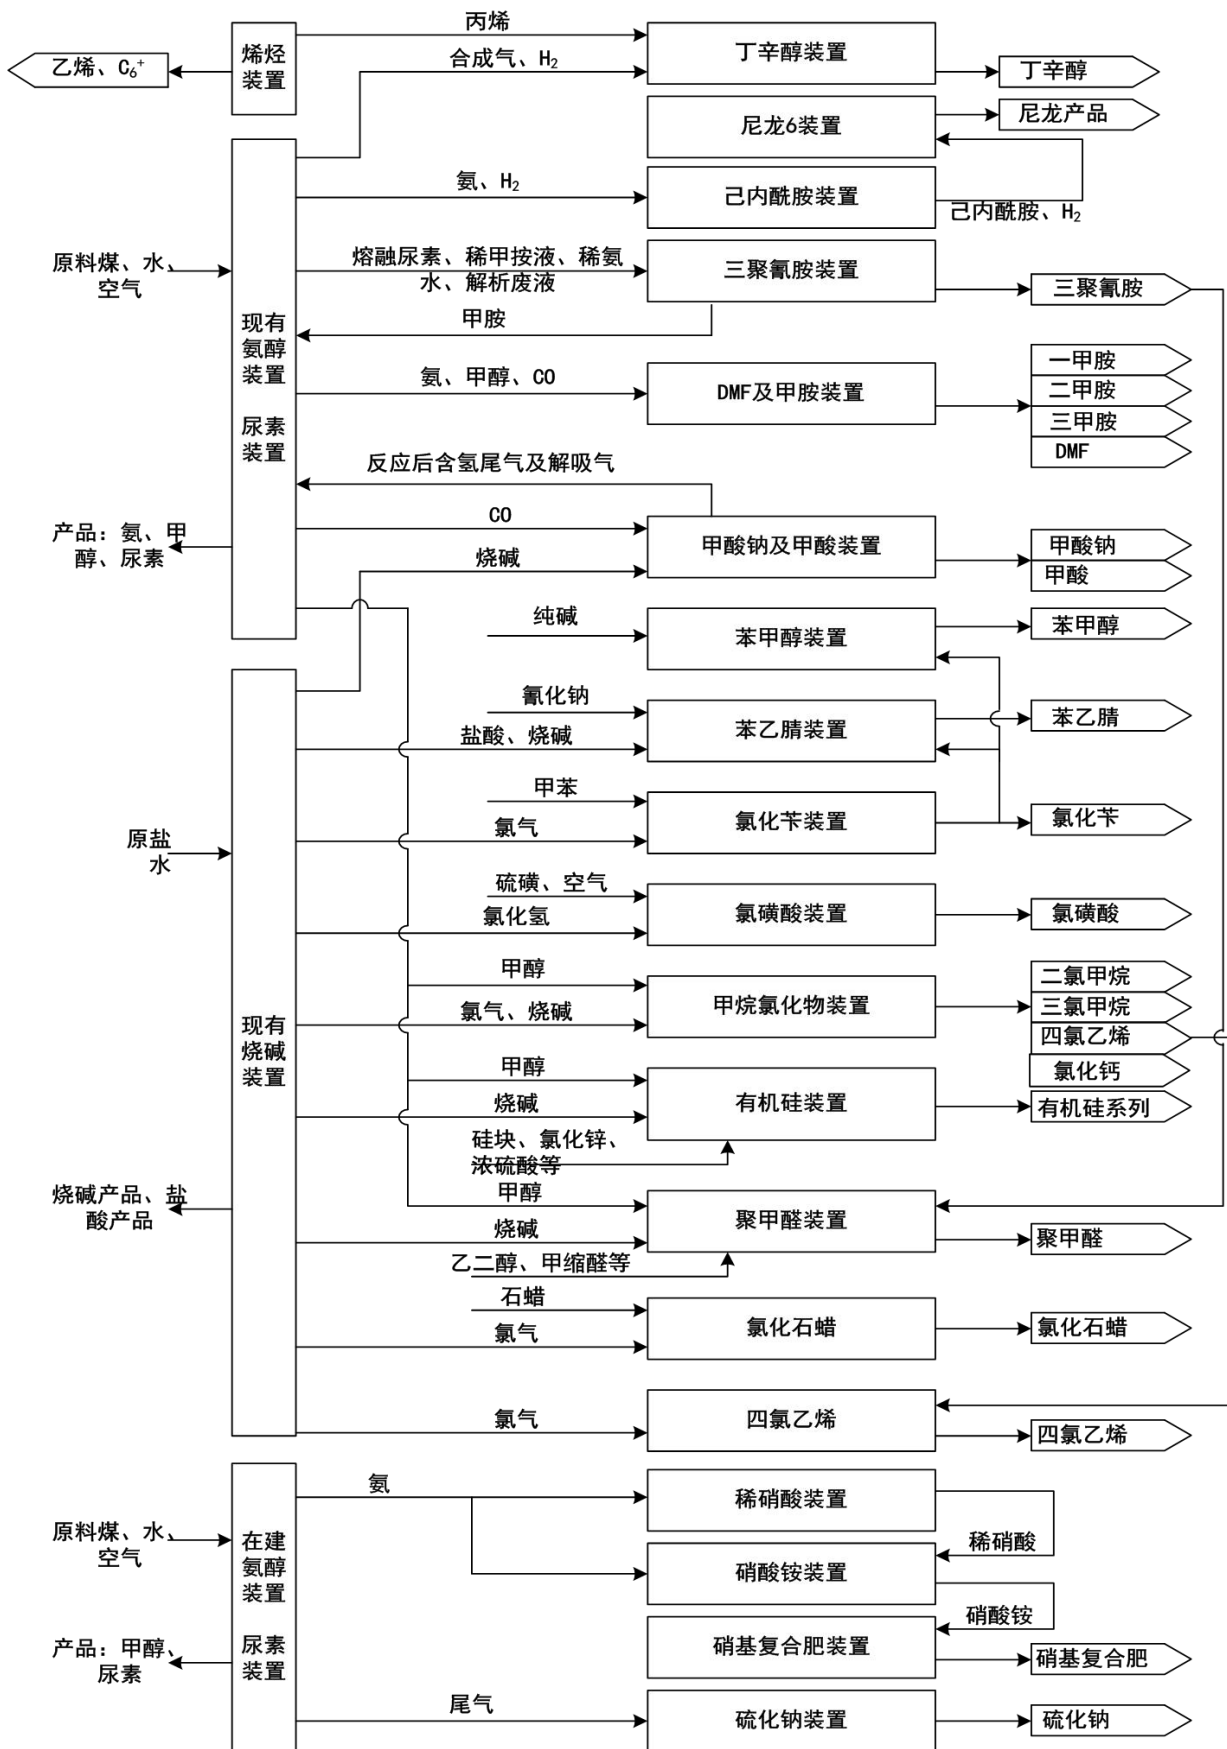 丙烯
烯烃
装置
丁辛醇装置
乙烯、C₆⁺
合成气、H₂
丁辛醇
尼龙6装置
尼龙产品
氨、H₂
己内酰胺装置
己内酰胺、H₂
原料煤、水、
空气
熔融尿素、稀甲按液、稀氨
水、解析废液
三聚氰胺装置
三聚氰胺
甲胺
现有
氨醇
装置
尿素
装置
氨、甲醇、CO
DMF及甲胺装置
一甲胺
二甲胺
三甲胺
DMF
反应后含氢尾气及解吸气
产品：氨、甲
醇、尿素
CO
烧碱
甲酸钠及甲酸装置
甲酸钠
甲酸
纯碱
苯甲醇装置
苯甲醇
氰化钠
盐酸、烧碱
苯乙腈装置
苯乙腈
甲苯
氯气
氯化苄装置
氯化苄
原盐
水
硫磺、空气
氯化氢
氯磺酸装置
氯磺酸
甲醇
氯气、烧碱
甲烷氯化物装置
二氯甲烷
三氯甲烷
四氯乙烯
氯化钙
现有
烧碱
装置
甲醇
烧碱
硅块、氯化锌、
浓硫酸等
有机硅装置
有机硅系列
烧碱产品、盐
酸产品
甲醇
烧碱
乙二醇、甲缩醛等
聚甲醛装置
聚甲醛
石蜡
氯气
氯化石蜡
氯化石蜡
氯气
四氯乙烯
四氯乙烯
氨
稀硝酸装置
稀硝酸
原料煤、水、
空气
在建
氨醇
装置
尿素
装置
硝酸铵装置
硝酸铵
产品：甲醇、
尿素
硝基复合肥装置
硝基复合肥
尾气
硫化钠装置
硫化钠